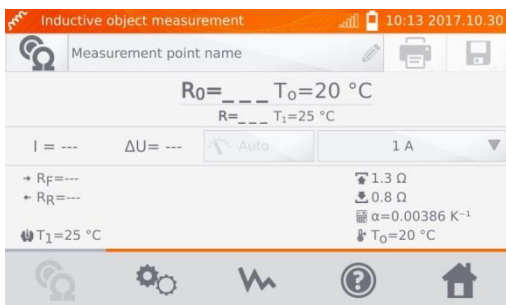 Inductive object measurement 10:13 2017.10.30
Measurement point name
R₀=_ _ _ T₀=20 °C
R=_ _ _ T₁=25 °C
I = --- ΔU= --- Auto 1 A
R_F=--- 1.3 Ω
R_R=--- 0.8 Ω
α=0.00386 K⁻¹
T₁=25 °C T₀=20 °C